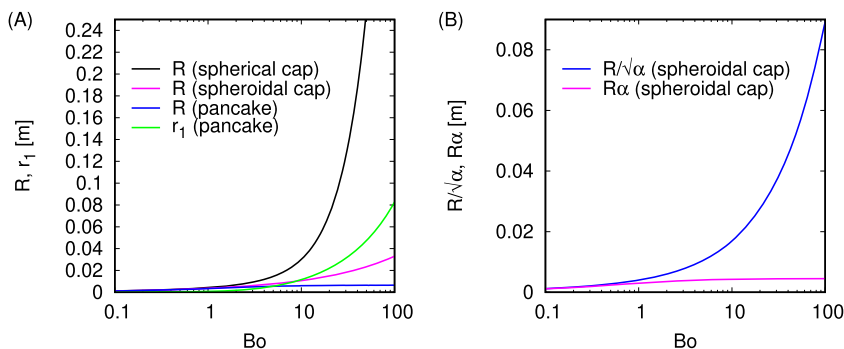 (A)
R, r₁ [m]
0.24
0.22
0.2
0.18
0.16
0.14
0.12
0.1
0.08
0.06
0.04
0.02
0
R (spherical cap)
R (spheroidal cap)
R (pancake)
r₁ (pancake)
0.1 1 10 100
Bo
(B)
R/√α, Rα [m]
0.08
0.06
0.04
0.02
0
R/√α (spheroidal cap)
Rα (spheroidal cap)
0.1 1 10 100
Bo